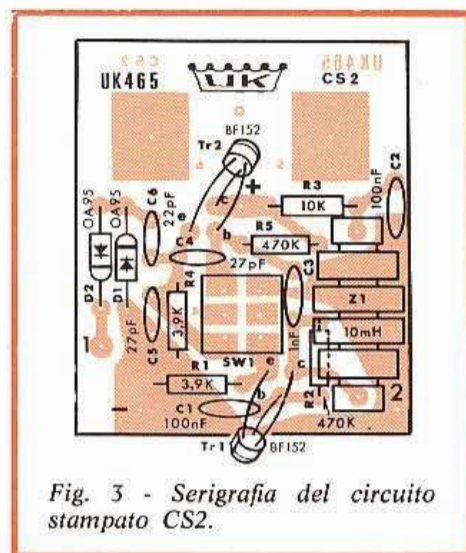 UK465
UK
CS2
UK465
CS2
BF152
Tr2
C2
100nF
R3
10K
R5
470K
+
OA95
OA95
C6
22pF
e
c
b
C4
27pF
D2
D1
R4
3,9K
C3
1nF
Z1
10mH
1
27pF
C5
SW1
R1
3,9K
e
c
b
R2
470K
2
-
C1
100nF
Tr1
BF152
Fig. 3 - Serigrafia del circuito
stampato CS2.